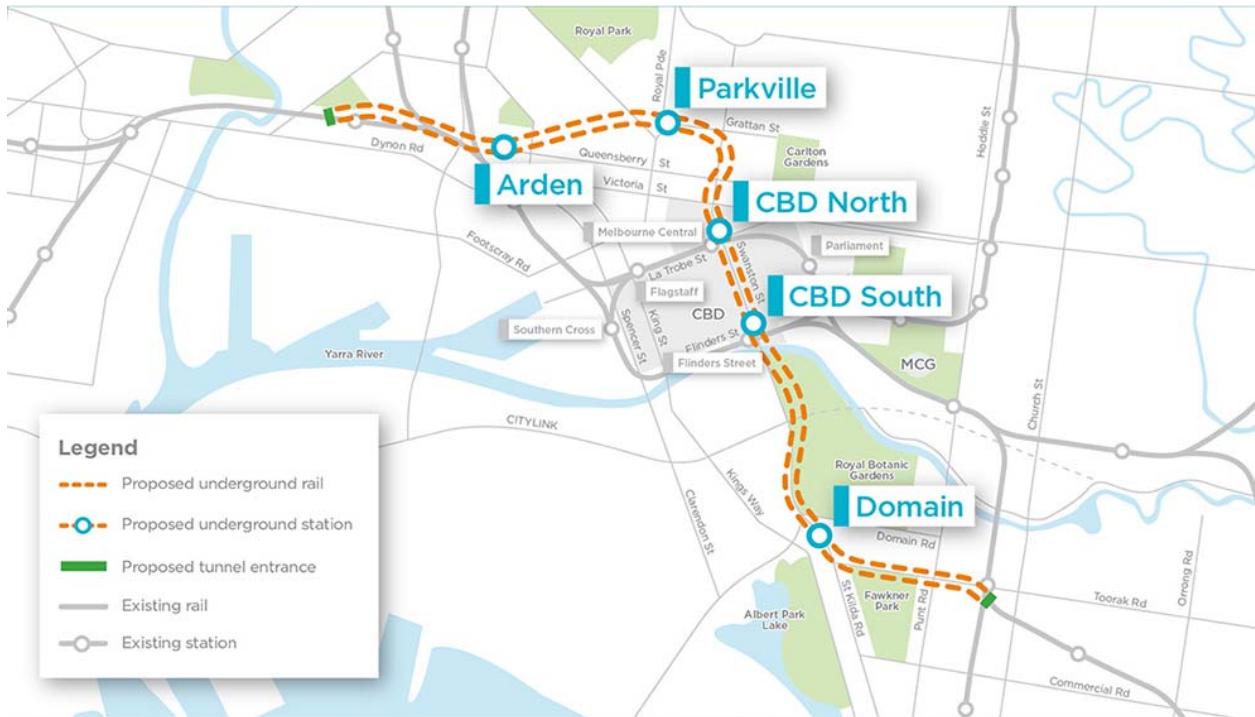 Royal Park
Royal Pde
Parkville
Grattan St
Hoddle St
Carlton
Gardens
Dynon Rd
Arden
Queensberry St
Victoria St
CBD North
Melbourne Central
Parliament
Footscray Rd
La Trobe St
Swanston St
Flagstaff
CBD South
CBD
Southern Cross
Spencer St
King St
Flinders St
Flinders Street
Yarra River
MCG
Church St
CITYLINK
Legend
Proposed underground rail
Proposed underground station
Proposed tunnel entrance
Existing rail
Existing station
Royal Botanic
Gardens
Kings Way
Clarendon St
Domain
Domain Rd
Albert Park
Lake
St Kilda Rd
Fawkner
Park
Punt Rd
Toorak Rd
Orrong Rd
Commercial Rd